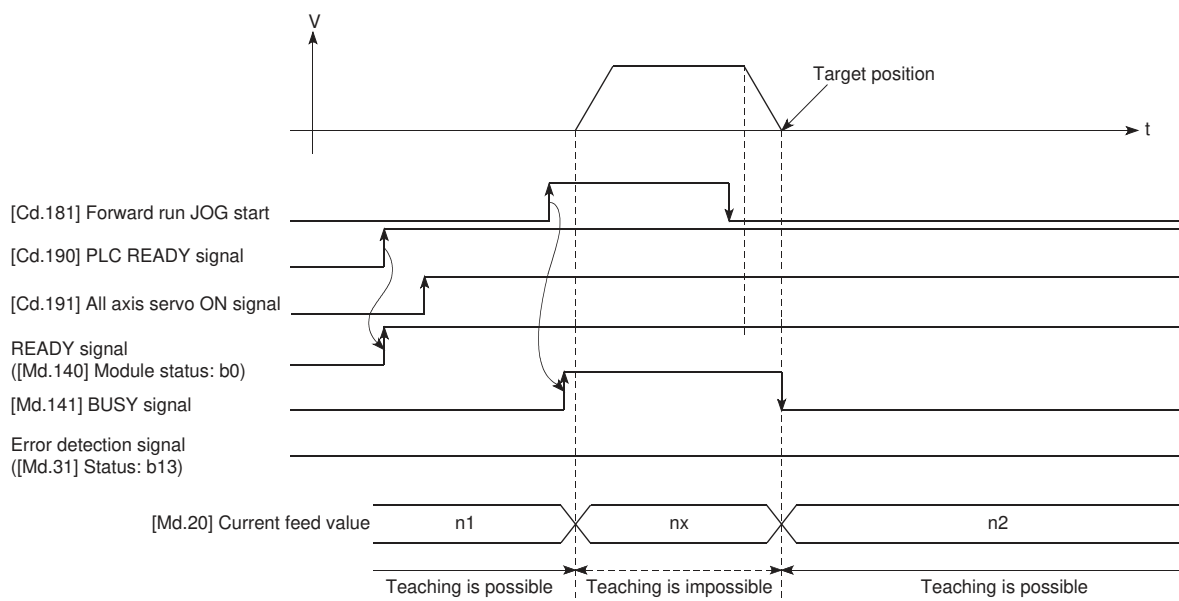 V
Target position
t
[Cd.181] Forward run JOG start
[Cd.190] PLC READY signal
[Cd.191] All axis servo ON signal
READY signal
([Md.140] Module status: b0)
[Md.141] BUSY signal
Error detection signal
([Md.31] Status: b13)
[Md.20] Current feed value
n1
nx
n2
Teaching is possible
Teaching is impossible
Teaching is possible